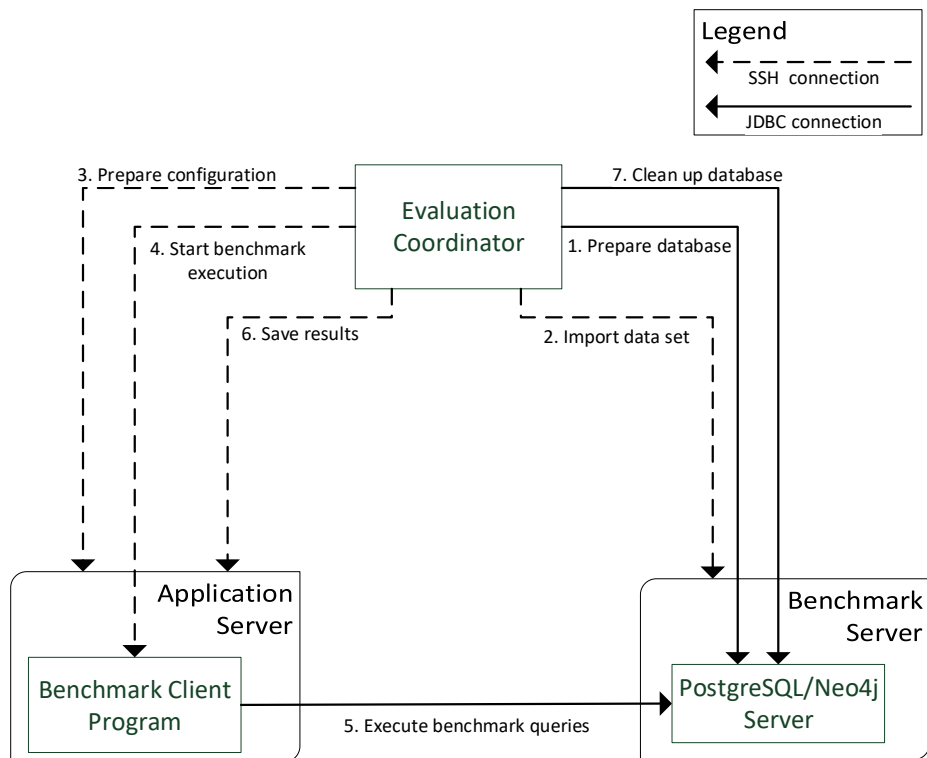 Legend
SSH connection
JDBC connection
3. Prepare configuration
7. Clean up database
Evaluation
Coordinator
4. Start benchmark
execution
1. Prepare database
6. Save results
2. Import data set
Application
Server
Benchmark
Server
Benchmark Client
Program
PostgreSQL/Neo4j
Server
5. Execute benchmark queries